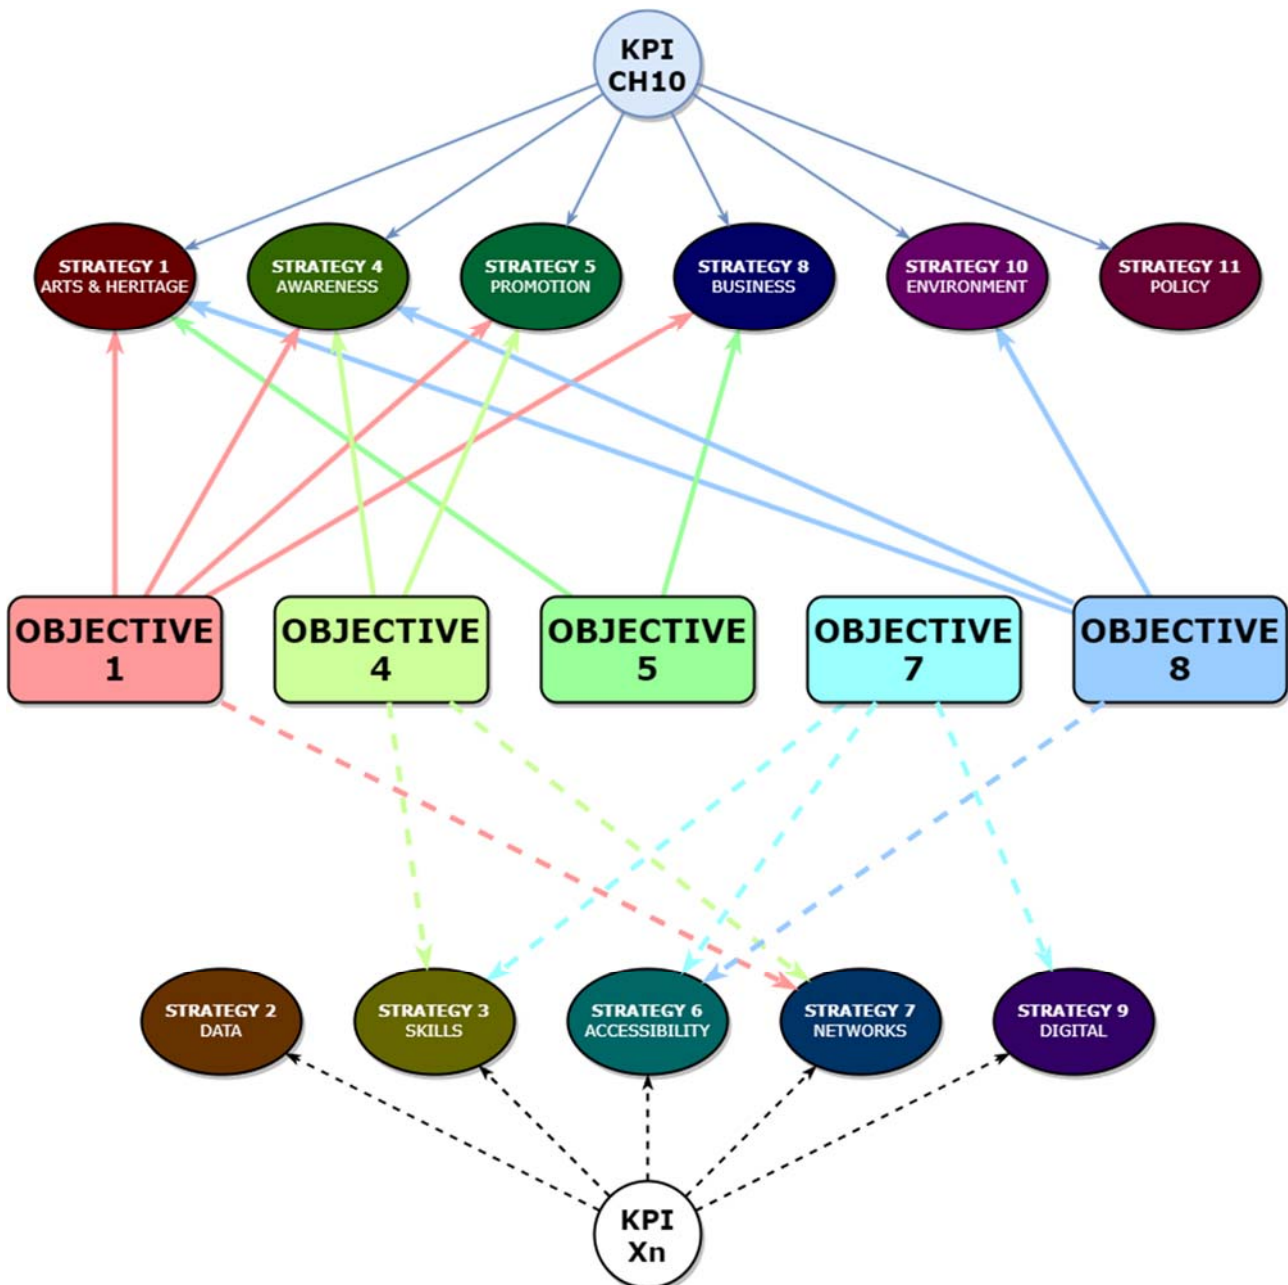 KPI
CH10
STRATEGY 1
ARTS & HERITAGE
STRATEGY 4
AWARENESS
STRATEGY 5
PROMOTION
STRATEGY 8
BUSINESS
STRATEGY 10
ENVIRONMENT
STRATEGY 11
POLICY
OBJECTIVE
1
OBJECTIVE
4
OBJECTIVE
5
OBJECTIVE
7
OBJECTIVE
8
STRATEGY 2
DATA
STRATEGY 3
SKILLS
STRATEGY 6
ACCESSIBILITY
STRATEGY 7
NETWORKS
STRATEGY 9
DIGITAL
KPI
Xn